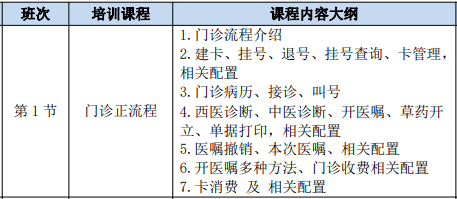 班次 培训课程 课程内容大纲
第 1 节 门诊正流程
1.门诊流程介绍
2.建卡、挂号、退号、挂号查询、卡管理，
相关配置
3.门诊病历、接诊、叫号
4.西医诊断、中医诊断、开医嘱、草药开
立、单据打印，相关配置
5.医嘱撤销、本次医嘱、相关配置
6.开医嘱多种方法、门诊收费相关配置
7.卡消费 及 相关配置